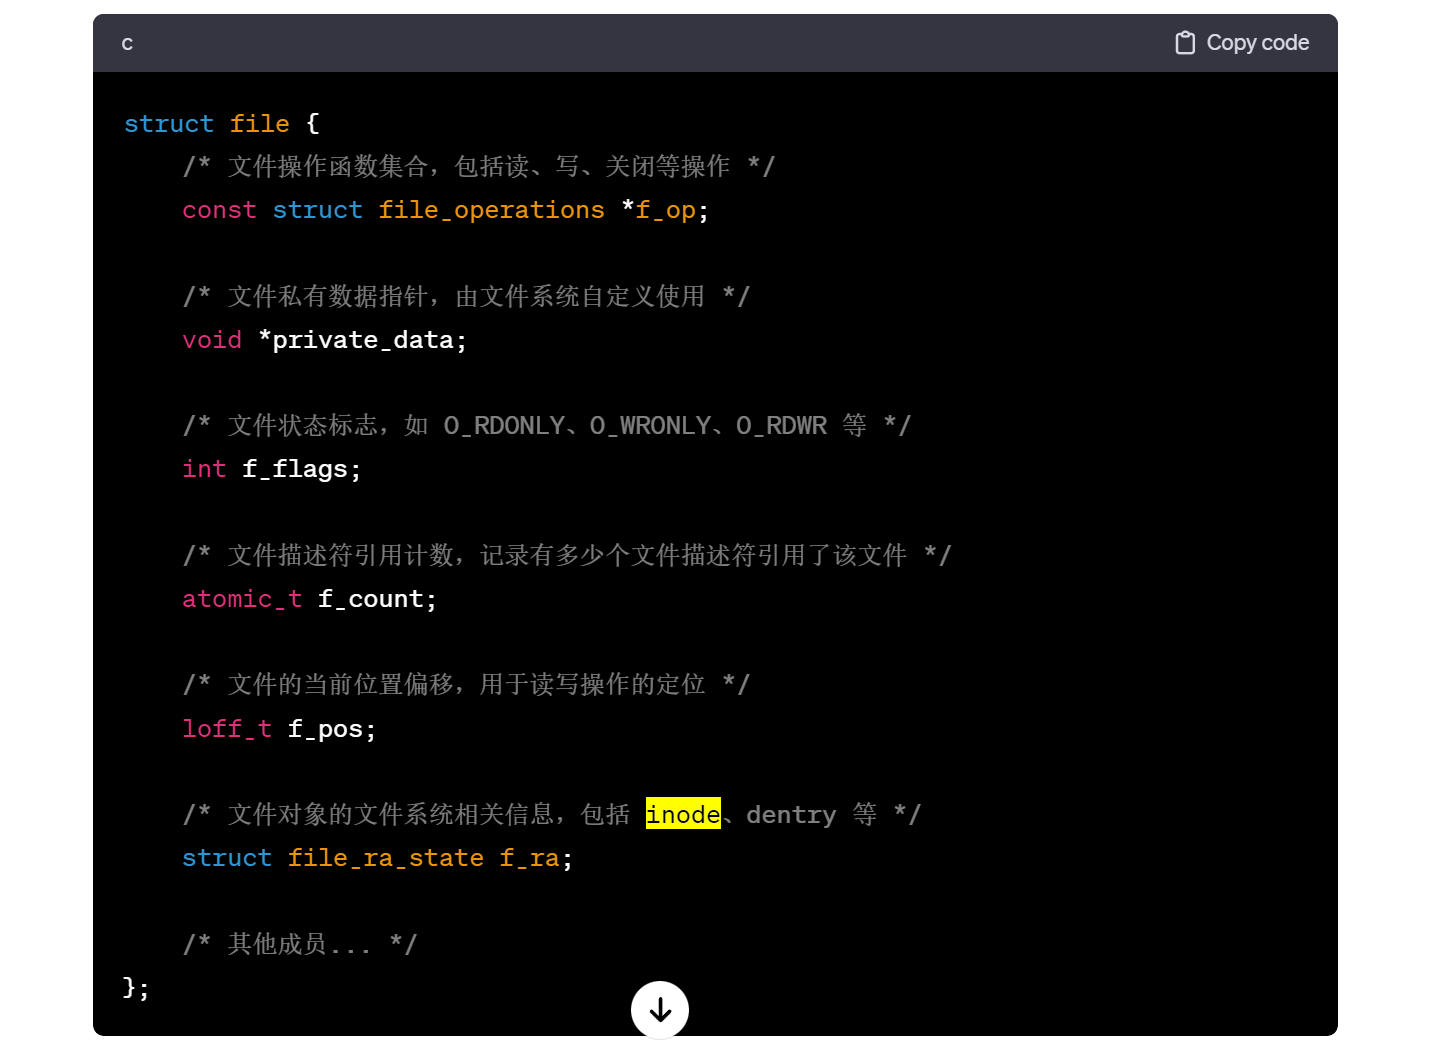 c
Copy code
struct file {
/* 文件操作函数集合，包括读、写、关闭等操作 */
const struct file_operations *f_op;
/* 文件私有数据指针，由文件系统自定义使用 */
void *private_data;
/* 文件状态标志，如 O_RDONLY、O_WRONLY、O_RDWR 等 */
int f_flags;
/* 文件描述符引用计数，记录有多少个文件描述符引用了该文件 */
atomic_t f_count;
/* 文件的当前位置偏移，用于读写操作的定位 */
loff_t f_pos;
/* 文件对象的文件系统相关信息，包括 inode、dentry 等 */
struct file_ra_state f_ra;
/* 其他成员... */
};